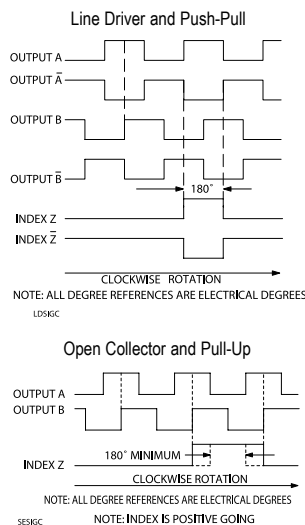 Line Driver and Push-Pull
OUTPUT A
OUTPUT A̅
OUTPUT B
OUTPUT B̅
180°
INDEX Z
INDEX Z̅
CLOCKWISE ROTATION
NOTE: ALL DEGREE REFERENCES ARE ELECTRICAL DEGREES
LDSIGC
Open Collector and Pull-Up
OUTPUT A
OUTPUT B
180° MINIMUM
INDEX Z
CLOCKWISE ROTATION
NOTE: ALL DEGREE REFERENCES ARE ELECTRICAL DEGREES
SESIGC
NOTE: INDEX IS POSITIVE GOING